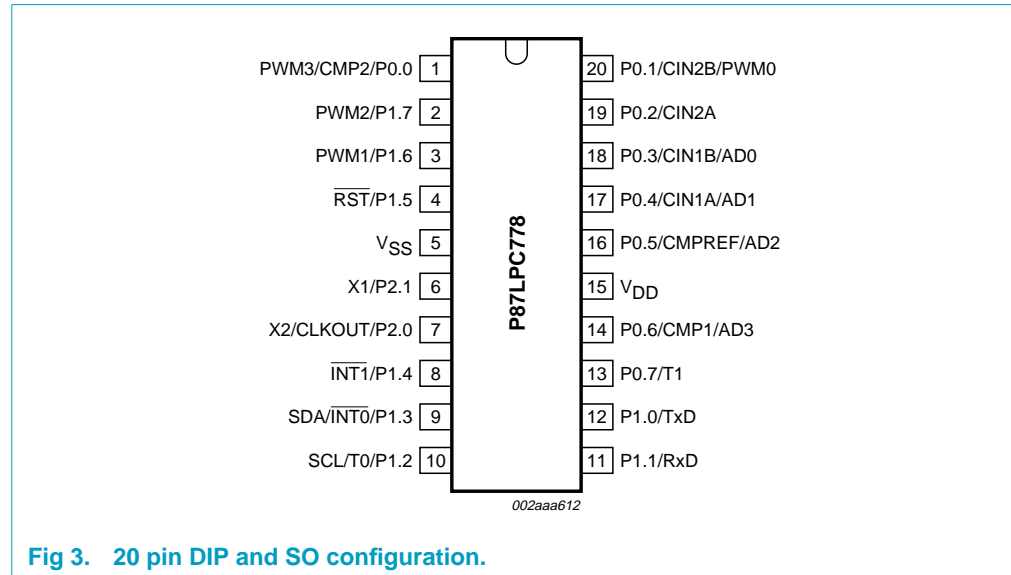 PWM3/CMP2/P0.0 1 20 P0.1/CIN2B/PWM0
PWM2/P1.7 2 19 P0.2/CIN2A
PWM1/P1.6 3 18 P0.3/CIN1B/AD0
R̅S̅T̅/P1.5 4 17 P0.4/CIN1A/AD1
VSS 5 16 P0.5/CMPREF/AD2
X1/P2.1 6 15 VDD
X2/CLKOUT/P2.0 7 14 P0.6/CMP1/AD3
I̅N̅T̅1̅/P1.4 8 13 P0.7/T1
SDA/I̅N̅T̅0̅/P1.3 9 12 P1.0/TxD
SCL/T0/P1.2 10 11 P1.1/RxD
P87LPC778
002aaa612
Fig 3. 20 pin DIP and SO configuration.